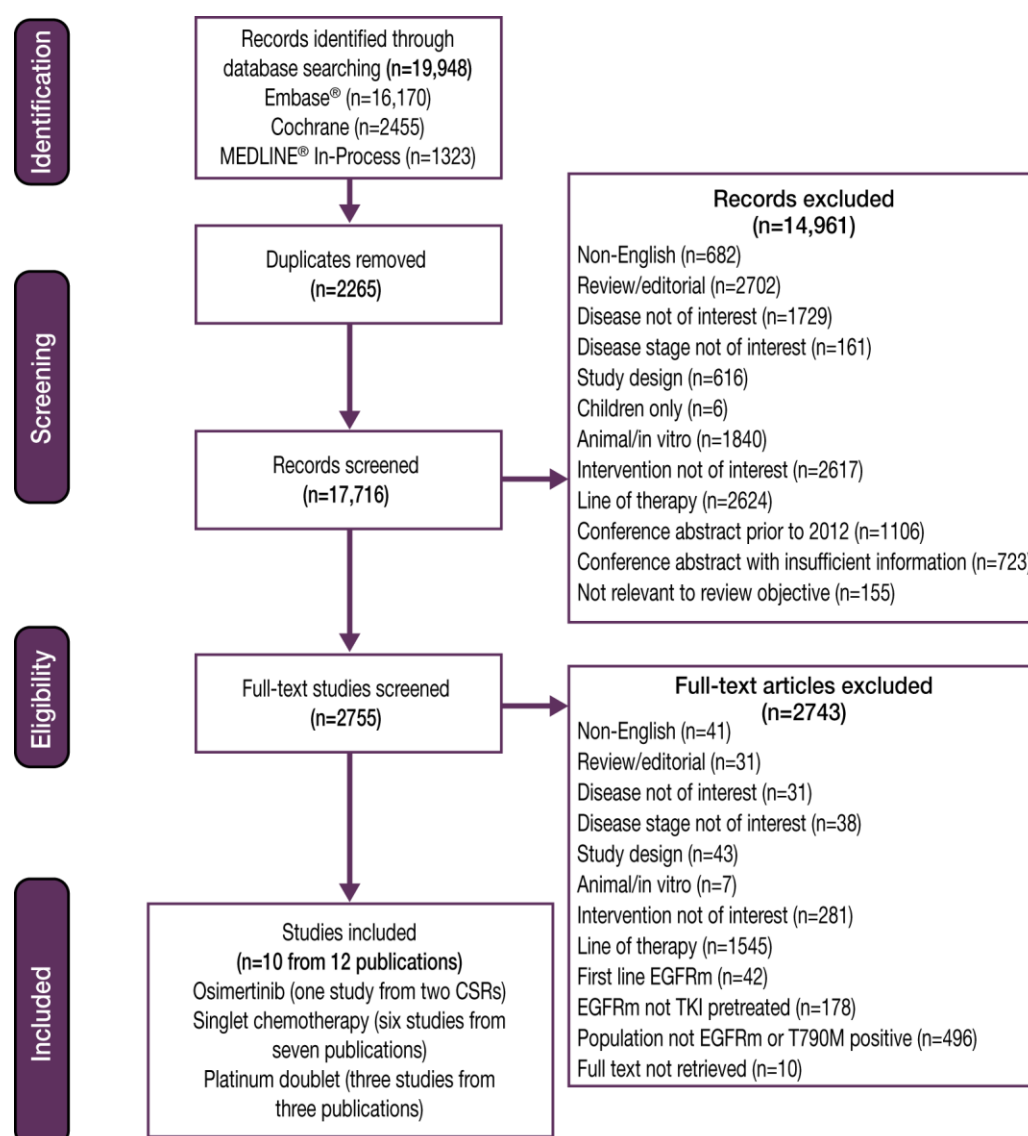 Identification
Records identified through
database searching (n=19,948)
Embase® (n=16,170)
Cochrane (n=2455)
MEDLINE® In-Process (n=1323)
Screening
Duplicates removed
(n=2265)
Records screened
(n=17,716)
Records excluded
(n=14,961)
Non-English (n=682)
Review/editorial (n=2702)
Disease not of interest (n=1729)
Disease stage not of interest (n=161)
Study design (n=616)
Children only (n=6)
Animal/in vitro (n=1840)
Intervention not of interest (n=2617)
Line of therapy (n=2624)
Conference abstract prior to 2012 (n=1106)
Conference abstract with insufficient information (n=723)
Not relevant to review objective (n=155)
Eligibility
Full-text studies screened
(n=2755)
Full-text articles excluded
(n=2743)
Non-English (n=41)
Review/editorial (n=31)
Disease not of interest (n=31)
Disease stage not of interest (n=38)
Study design (n=43)
Animal/in vitro (n=7)
Intervention not of interest (n=281)
Line of therapy (n=1545)
First line EGFRm (n=42)
EGFRm not TKI pretreated (n=178)
Population not EGFRm or T790M positive (n=496)
Full text not retrieved (n=10)
Included
Studies included
(n=10 from 12 publications)
Osimertinib (one study from two CSRs)
Singlet chemotherapy (six studies from
seven publications)
Platinum doublet (three studies from
three publications)